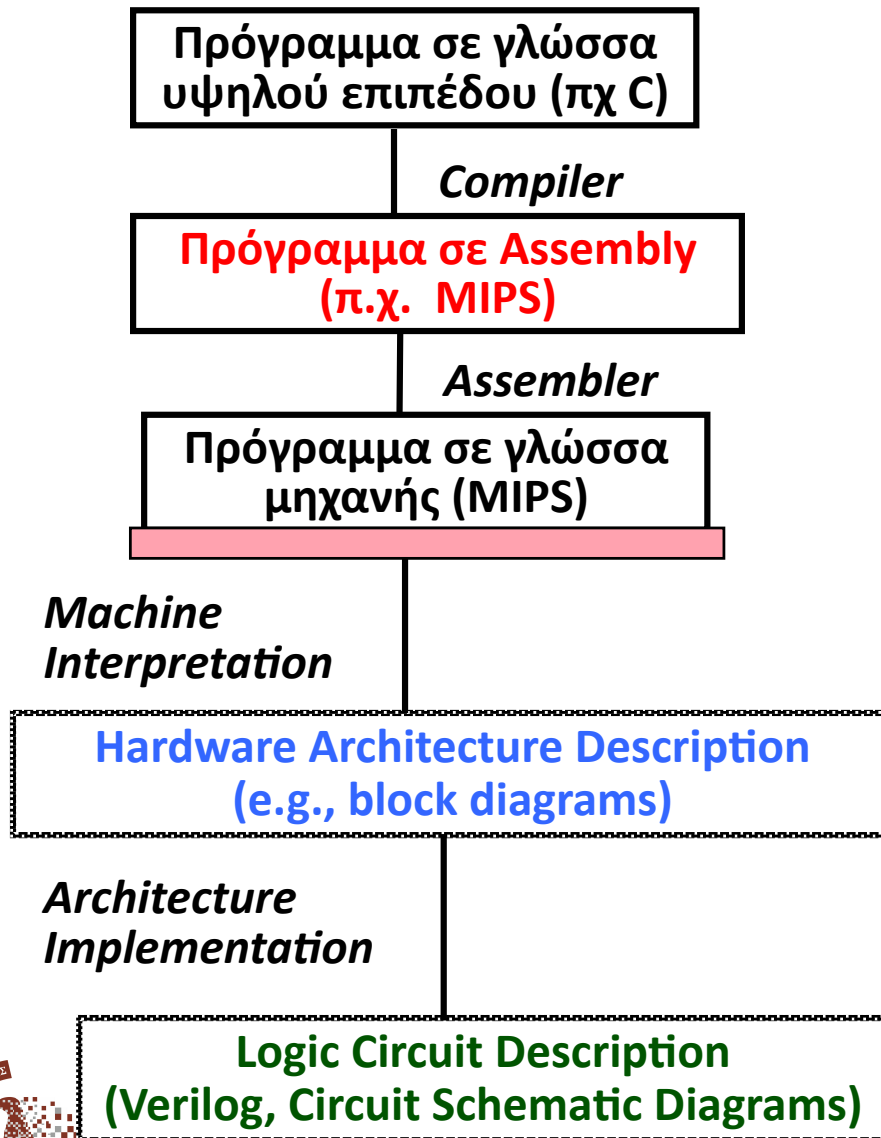 Πρόγραμμα σε γλώσσα
υψηλού επιπέδου (πχ C)
Compiler
Πρόγραμμα σε Assembly
(π.χ. MIPS)
Assembler
Πρόγραμμα σε γλώσσα
μηχανής (MIPS)
Machine
Interpretation
Hardware Architecture Description
(e.g., block diagrams)
Architecture
Implementation
Logic Circuit Description
(Verilog, Circuit Schematic Diagrams)